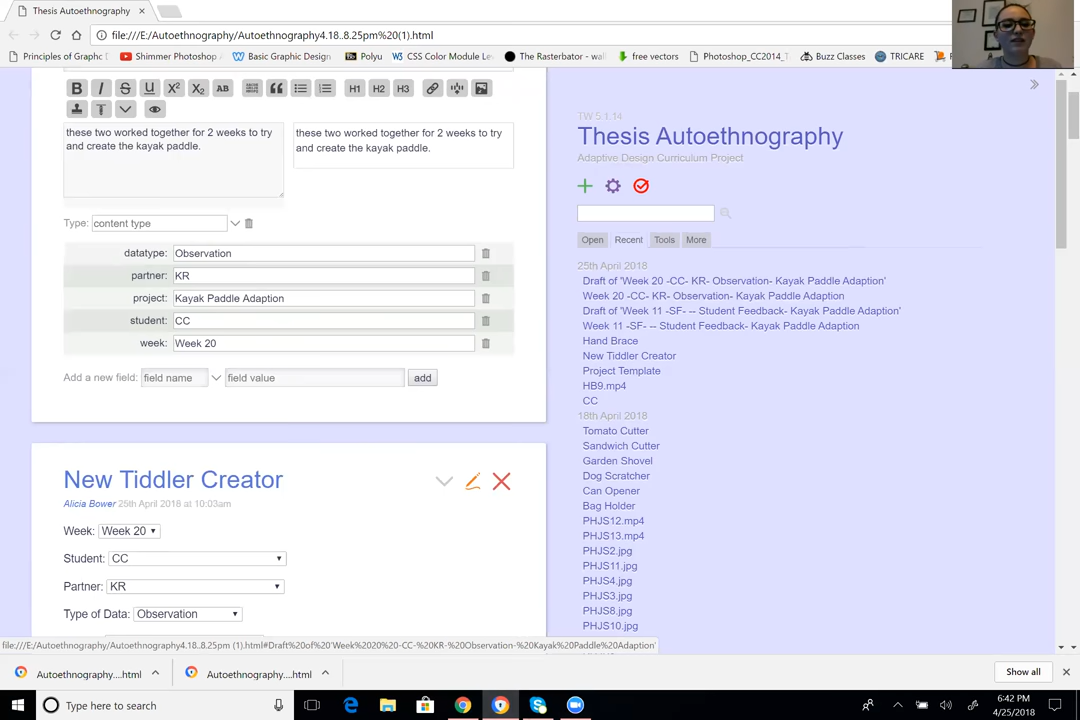 Thesis Autoethnography
file:///E:/Autoethnography/Autoethnography4.18..8.25pm%20(1).html
Principles of Graphc
Shimmer Photoshop
Basic Graphic Design
Polyu
CSS Color Module Le
The Rasterbator - wal
free vectors
Photoshop_CC2014_T
Buzz Classes
TRICARE
B I S U X² X₂ AB H1 H2 H3
these two worked together for 2 weeks to try
and create the kayak paddle.
these two worked together for 2 weeks to try
and create the kayak paddle.
Type: content type
datatype: Observation
partner: KR
project: Kayak Paddle Adaption
student: CC
week: Week 20
Add a new field: field name field value add
New Tiddler Creator
Alicia Bower 25th April 2018 at 10:03am
Week: Week 20
Student: CC
Partner: KR
Type of Data: Observation
TW 5.1.14
Thesis Autoethnography
Adaptive Design Curriculum Project
Open Recent Tools More
25th April 2018
Draft of 'Week 20 -CC- KR- Observation- Kayak Paddle Adaption'
Week 20 -CC- KR- Observation- Kayak Paddle Adaption
Draft of 'Week 11 -SF- -- Student Feedback- Kayak Paddle Adaption'
Week 11 -SF- -- Student Feedback- Kayak Paddle Adaption
Hand Brace
New Tiddler Creator
Project Template
HB9.mp4
CC
18th April 2018
Tomato Cutter
Sandwich Cutter
Garden Shovel
Dog Scratcher
Can Opener
Bag Holder
PHJS12.mp4
PHJS13.mp4
PHJS2.jpg
PHJS11.jpg
PHJS4.jpg
PHJS3.jpg
PHJS8.jpg
PHJS10.jpg
file:///E:/Autoethnography/Autoethnography4.18..8.25pm (1).html#Draft%20of%20'Week%2020%20-CC-%20KR-%20Observation-%20Kayak%20Paddle%20Adaption'
Autoethnography....html
Autoethnography....html
Show all
Type here to search
6:42 PM
4/25/2018